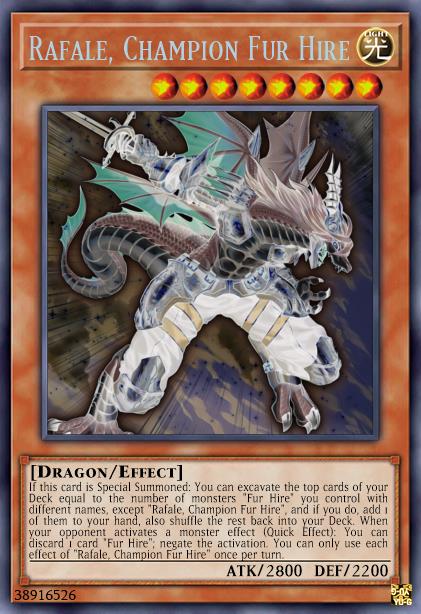 Rafale, Champion Fur Hire
LIGHT
光
[Dragon/Effect]
If this card is Special Summoned: You can excavate the top cards of your
Deck equal to the number of monsters "Fur Hire" you control with
different names, except "Rafale, Champion Fur Hire", and if you do, add 1
of them to your hand, also shuffle the rest back into your Deck. When
your opponent activates a monster effect (Quick Effect): You can
discard 1 card "Fur Hire"; negate the activation. You can only use each
effect of "Rafale, Champion Fur Hire" once per turn.
ATK/2800 DEF/2200
38916526